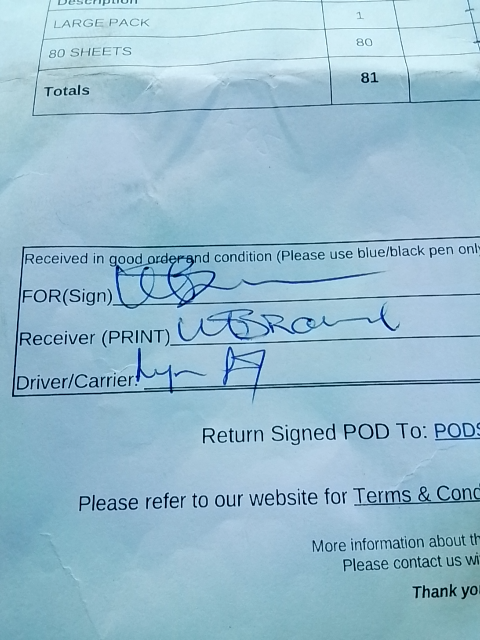 Description
LARGE PACK 1
80 SHEETS 80
Totals 81
Received in good order and condition (Please use blue/black pen only
FOR(Sign)
Receiver (PRINT)
Driver/Carrier:
Return Signed POD To: PODS
Please refer to our website for Terms & Cond
More information about th
Please contact us wi
Thank yo